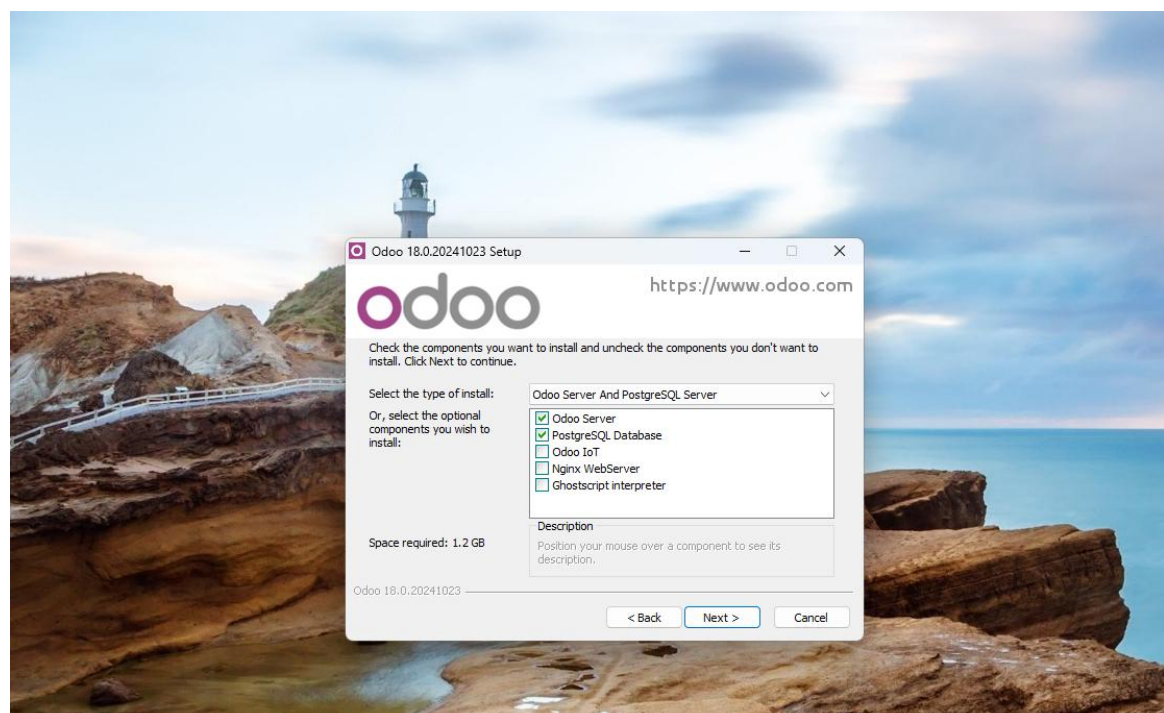 Odoo 18.0.20241023 Setup
odoo
https://www.odoo.com
Check the components you want to install and uncheck the components you don't want to
install. Click Next to continue.
Select the type of install:
Odoo Server And PostgreSQL Server
Or, select the optional
components you wish to
install:
Odoo Server
PostgreSQL Database
Odoo IoT
Nginx WebServer
Ghostscript interpreter
Space required: 1.2 GB
Description
Position your mouse over a component to see its
description.
Odoo 18.0.20241023
< Back
Next >
Cancel